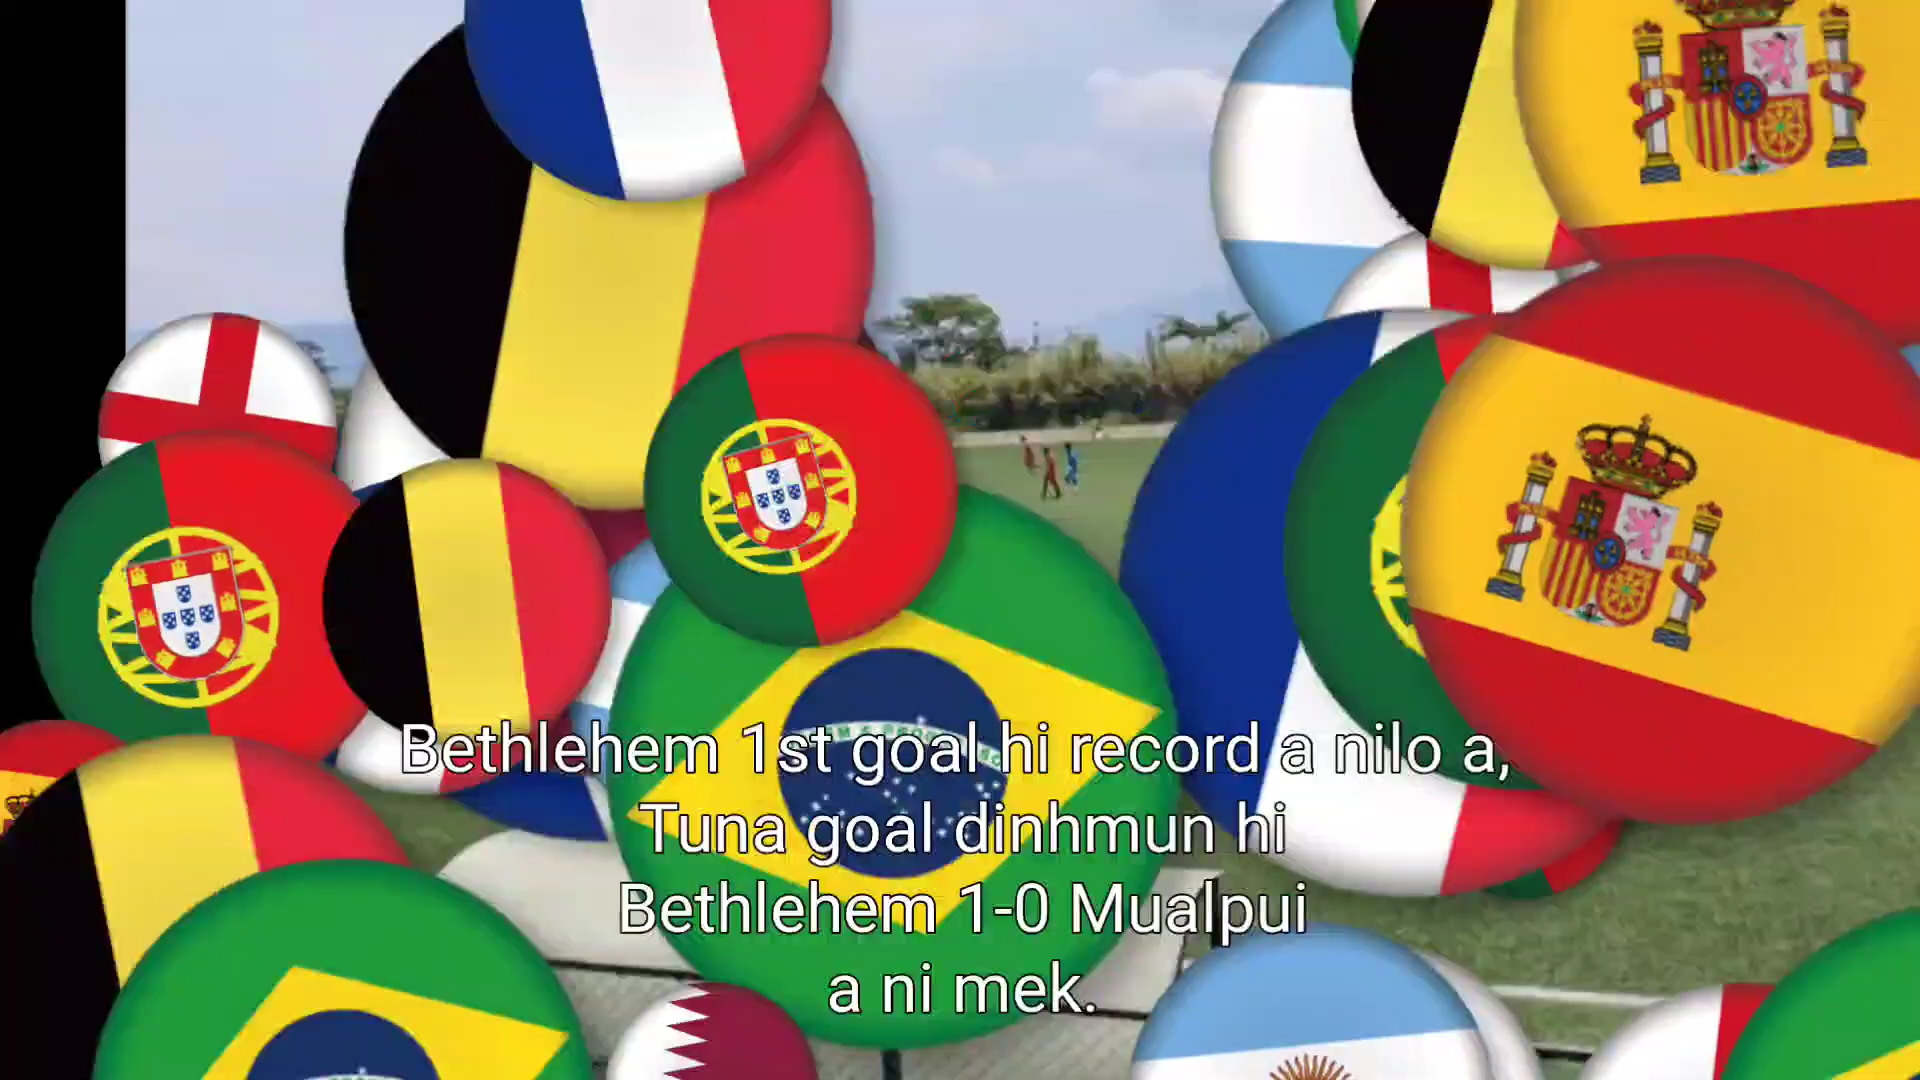 Bethlehem 1st goal hi record a nilo a,
Tuna goal dinhmun hi
Bethlehem 1-0 Mualpui
a ni mek.